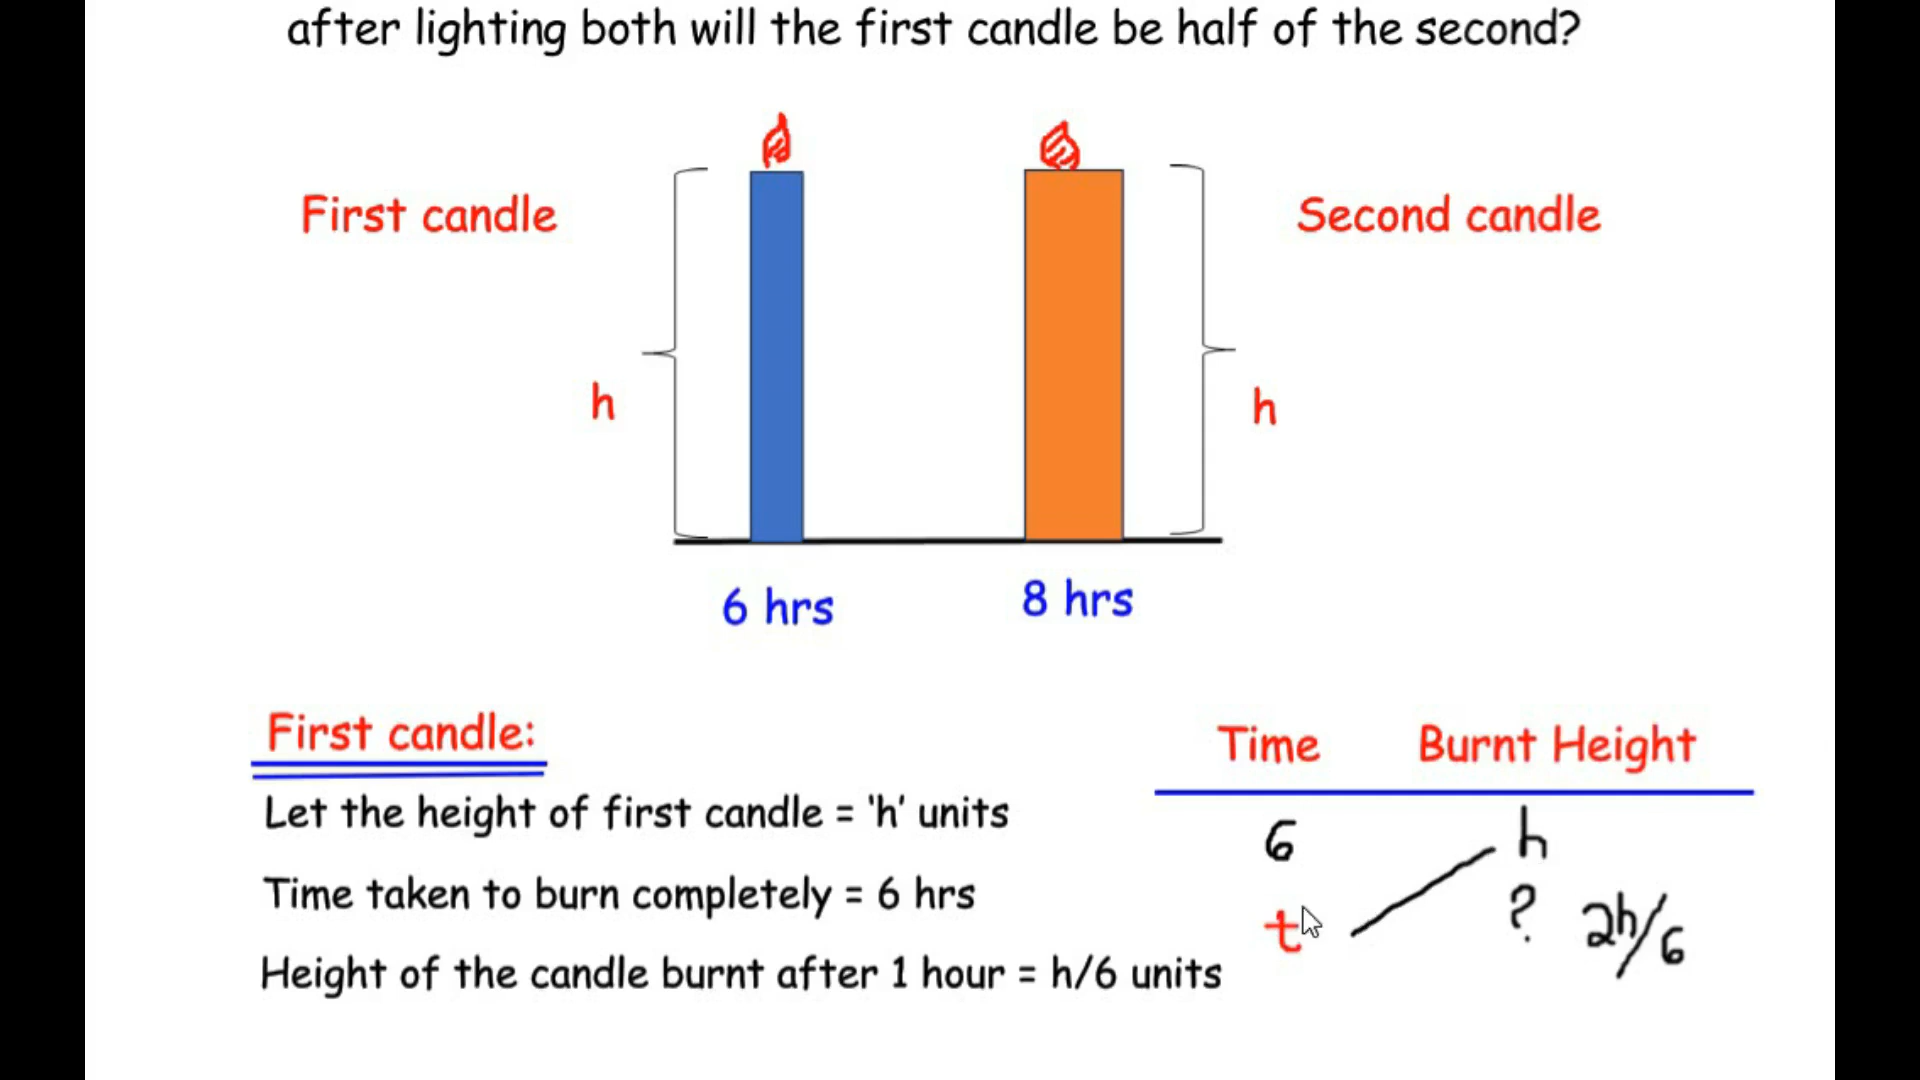 after lighting both will the first candle be half of the second?
First candle
Second candle
h
h
6 hrs
8 hrs
First candle:
Time Burnt Height
Let the height of first candle = 'h' units
6 h
Time taken to burn completely = 6 hrs
t ? 2h/6
Height of the candle burnt after 1 hour = h/6 units